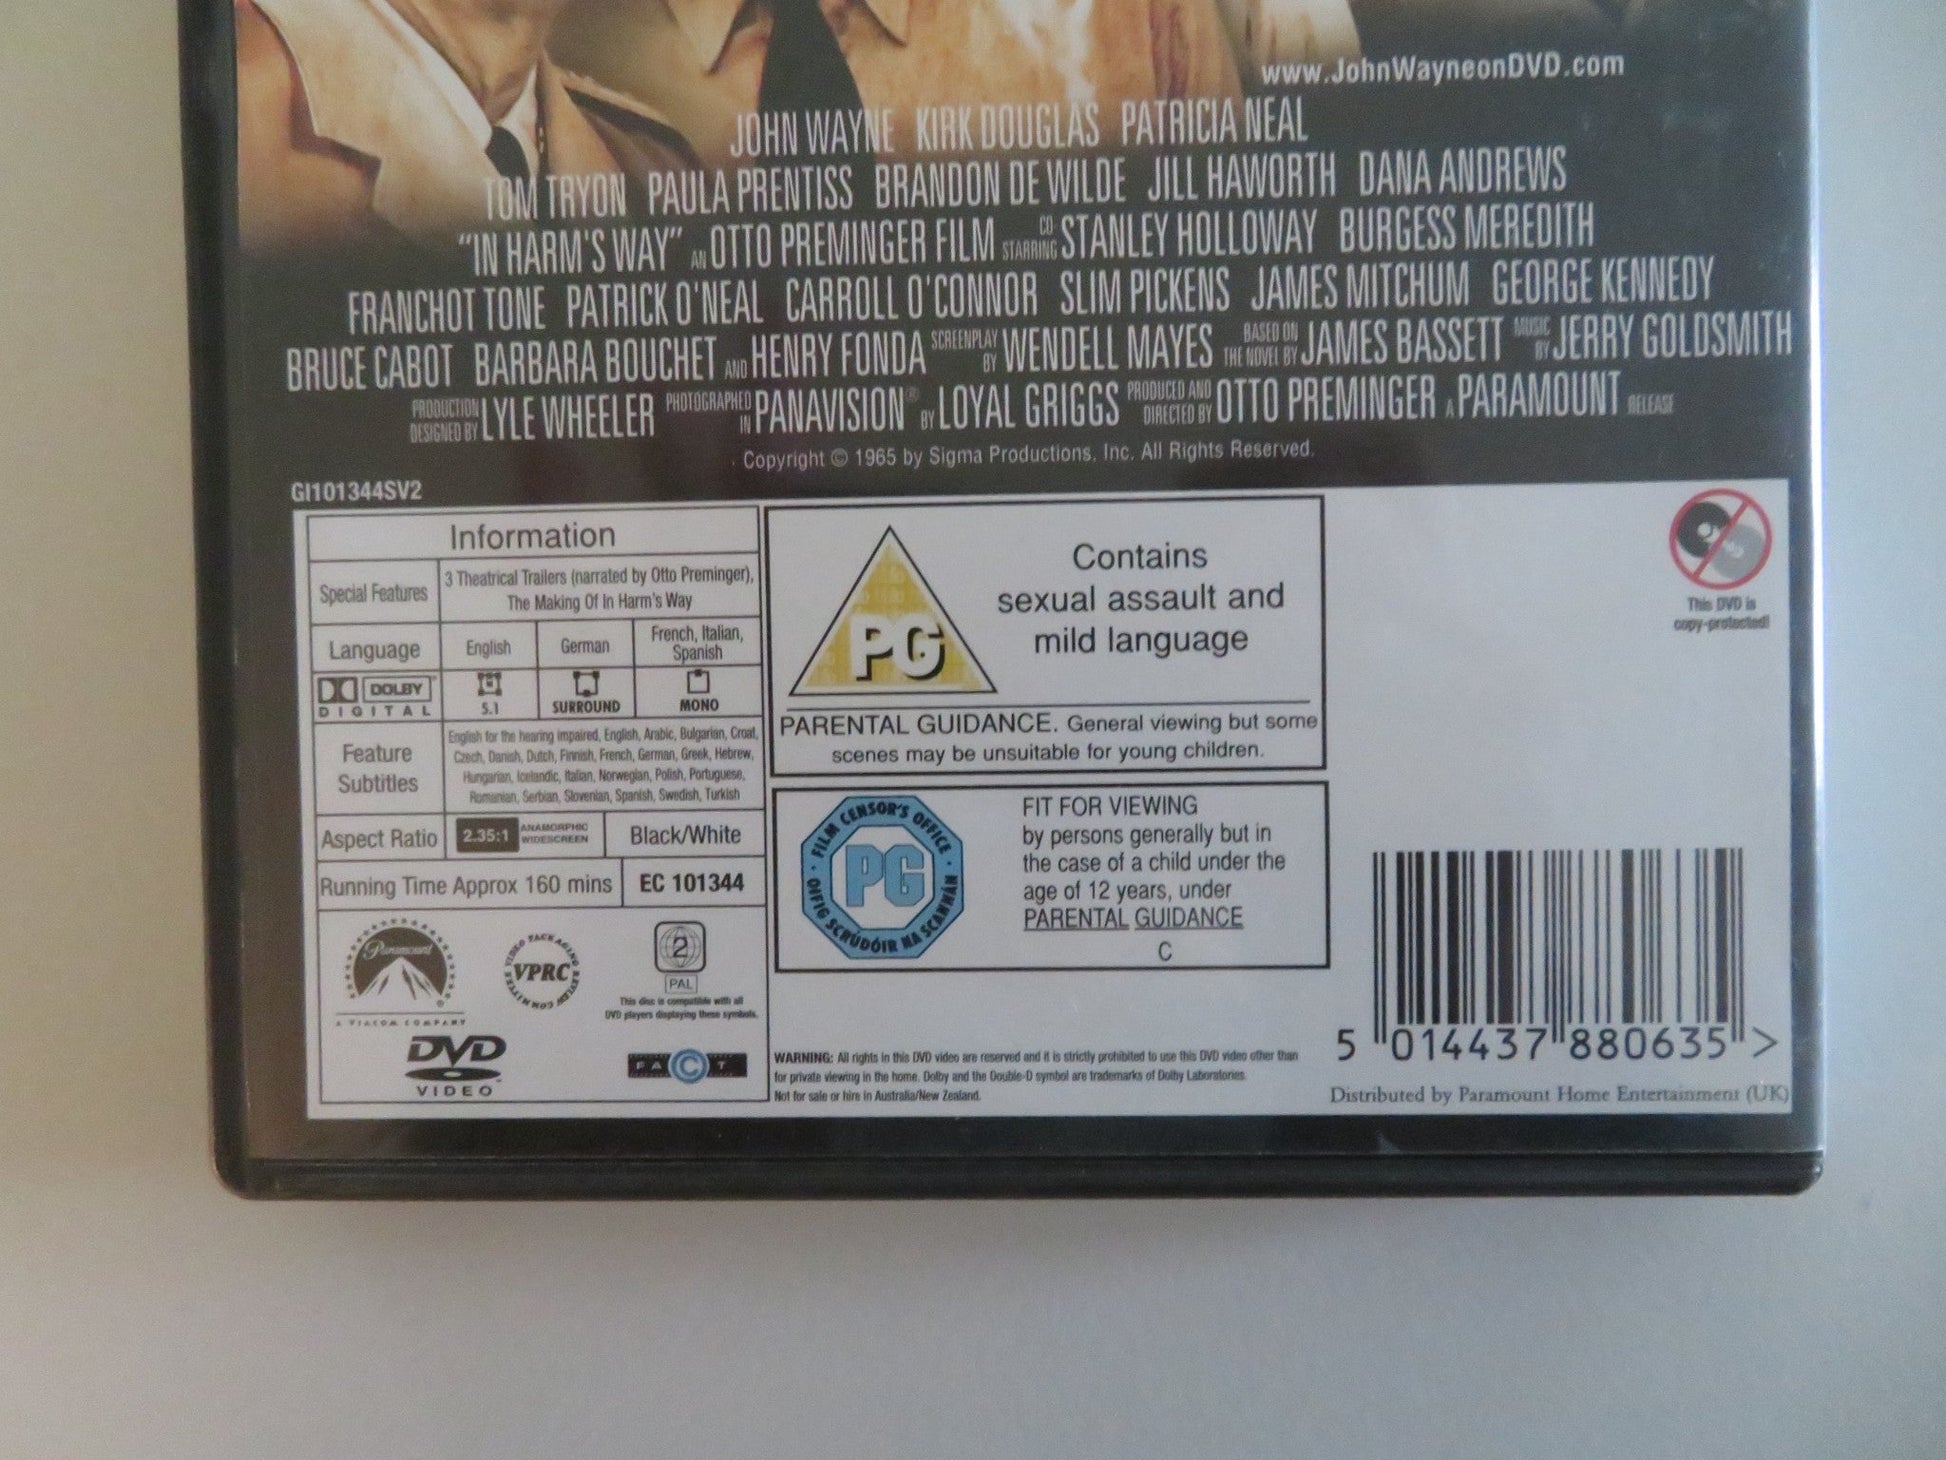 www.JohnWayneonDVD.com
JOHN WAYNE KIRK DOUGLAS PATRICIA NEAL
TOM TRYON PAULA PRENTISS BRANDON DE WILDE JILL HAWORTH DANA ANDREWS
"IN HARM'S WAY" AN OTTO PREMINGER FILM CO-STARRING STANLEY HOLLOWAY BURGESS MEREDITH
FRANCHOT TONE PATRICK O'NEAL CARROLL O'CONNOR SLIM PICKENS JAMES MITCHUM GEORGE KENNEDY
BRUCE CABOT BARBARA BOUCHET AND HENRY FONDA SCREENPLAY BY WENDELL MAYES BASED ON THE NOVEL BY JAMES BASSETT MUSIC BY JERRY GOLDSMITH
PRODUCTION DESIGNED BY LYLE WHEELER PHOTOGRAPHED IN PANAVISION® BY LOYAL GRIGGS PRODUCED AND DIRECTED BY OTTO PREMINGER A PARAMOUNT RELEASE
Copyright © 1965 by Sigma Productions, Inc. All Rights Reserved.
GI101344SV2
Information
Special Features
3 Theatrical Trailers (narrated by Otto Preminger),
The Making Of In Harm's Way
Language
English
German
French, Italian,
Spanish
DOLBY
DIGITAL
5.1
SURROUND
MONO
Feature
Subtitles
English for the hearing impaired, English, Arabic, Bulgarian, Croat,
Czech, Danish, Dutch, Finnish, French, German, Greek, Hebrew,
Hungarian, Icelandic, Italian, Norwegian, Polish, Portuguese,
Romanian, Serbian, Slovenian, Spanish, Swedish, Turkish
Aspect Ratio
2.35:1
ANAMORPHIC
WIDESCREEN
Black/White
Running Time Approx 160 mins
EC 101344
Paramount
A VIACOM COMPANY
VIDEO PACKAGING REVIEW COMMITTEE
VPRC
2
PAL
This disc is compatible with all
DVD players displaying these symbols.
DVD
VIDEO
FACT
PG
Contains
sexual assault and
mild language
PARENTAL GUIDANCE. General viewing but some
scenes may be unsuitable for young children.
FILM CENSOR'S OFFICE
PG
OIFIG SCRÚDÓIR NA SCANNÁN
FIT FOR VIEWING
by persons generally but in
the case of a child under the
age of 12 years, under
PARENTAL GUIDANCE
C
WARNING: All rights in this DVD video are reserved and it is strictly prohibited to use this DVD video other than
for private viewing in the home. Dolby and the Double-D symbol are trademarks of Dolby Laboratories.
Not for sale or hire in Australia/New Zealand.
This DVD is
copy-protected!
5 014437 880635 >
Distributed by Paramount Home Entertainment (UK)